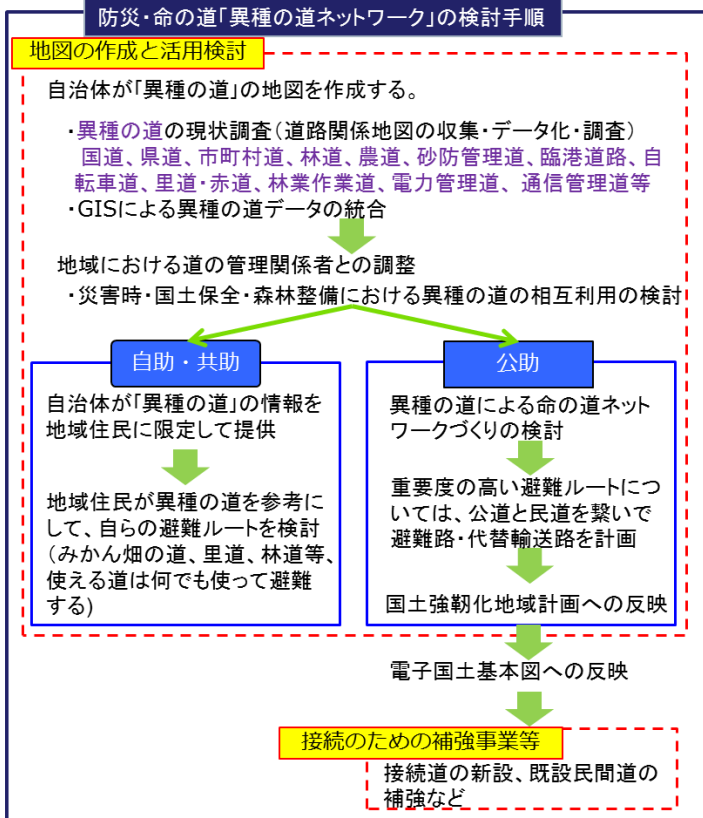 防災・命の道「異種の道ネットワーク」の検討手順
地図の作成と活用検討
自治体が「異種の道」の地図を作成する。
・異種の道の現状調査(道路関係地図の収集・データ化・調査)
国道、県道、市町村道、林道、農道、砂防管理道、臨港道路、自
転車道、里道・赤道、林業作業道、電力管理道、通信管理道等
・GISによる異種の道データの統合
地域における道の管理関係者との調整
・災害時・国土保全・森林整備における異種の道の相互利用の検討
自助・共助
自治体が「異種の道」の情報を
地域住民に限定して提供
地域住民が異種の道を参考に
して、自らの避難ルートを検討
(みかん畑の道、里道、林道等、
使える道は何でも使って避難
する)
公助
異種の道による命の道ネット
ワークづくりの検討
重要度の高い避難ルートにつ
いては、公道と民道を繋いで
避難路・代替輸送路を計画
国土強靭化地域計画への反映
電子国土基本図への反映
接続のための補強事業等
接続道の新設、既設民間道の
補強など